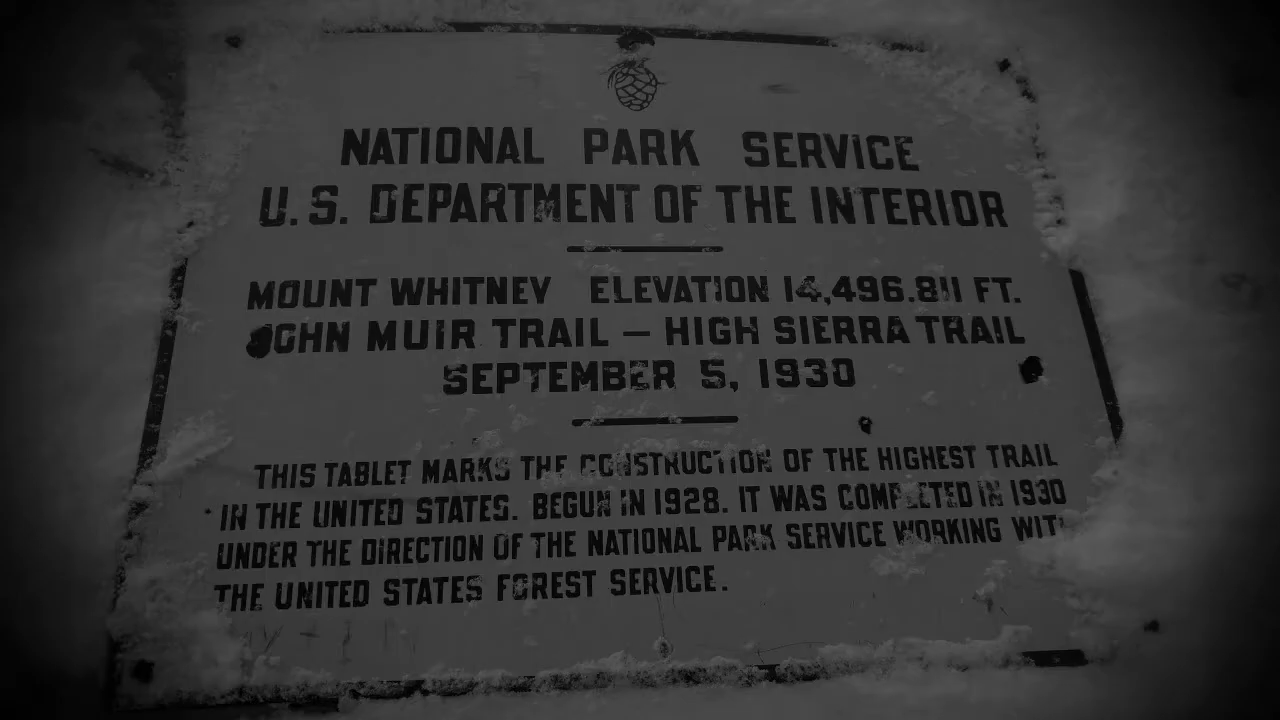 NATIONAL PARK SERVICE
U.S. DEPARTMENT OF THE INTERIOR
MOUNT WHITNEY ELEVATION 14,496.811 FT.
JOHN MUIR TRAIL — HIGH SIERRA TRAIL
SEPTEMBER 5, 1930
THIS TABLET MARKS THE CONSTRUCTION OF THE HIGHEST TRAIL
IN THE UNITED STATES. BEGUN IN 1928. IT WAS COMPLETED IN 1930
UNDER THE DIRECTION OF THE NATIONAL PARK SERVICE WORKING WITH
THE UNITED STATES FOREST SERVICE.